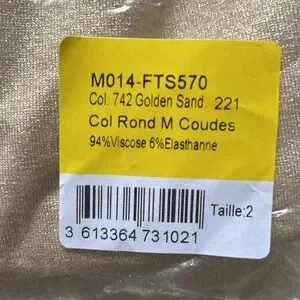 M014-FTS570
Col: 742 Golden Sand 221
Col Rond M Coudes
94%Viscose 6%Elasthanne
Taille:2
3 613364 731021